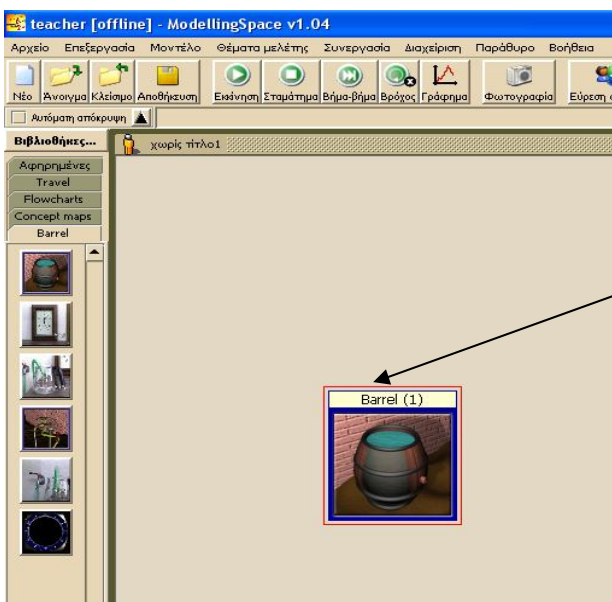 teacher [offline] - ModellingSpace v1.04
Αρχείο Επεξεργασία Μοντέλο Θέματα μελέτης Συνεργασία Διαχείριση Παράθυρο Βοήθεια
Νέο Άνοιγμα Κλείσιμο Αποθήκευση Εκκίνηση Σταμάτημα Βήμα-βήμα Βρόχος Γράφημα Φωτογραφία Εύρεση
Αυτόματη απόκρυψη
Βιβλιοθήκες...
χωρίς τίτλο1
Αφηρημένες
Travel
Flowcharts
Concept maps
Barrel
Barrel (1)